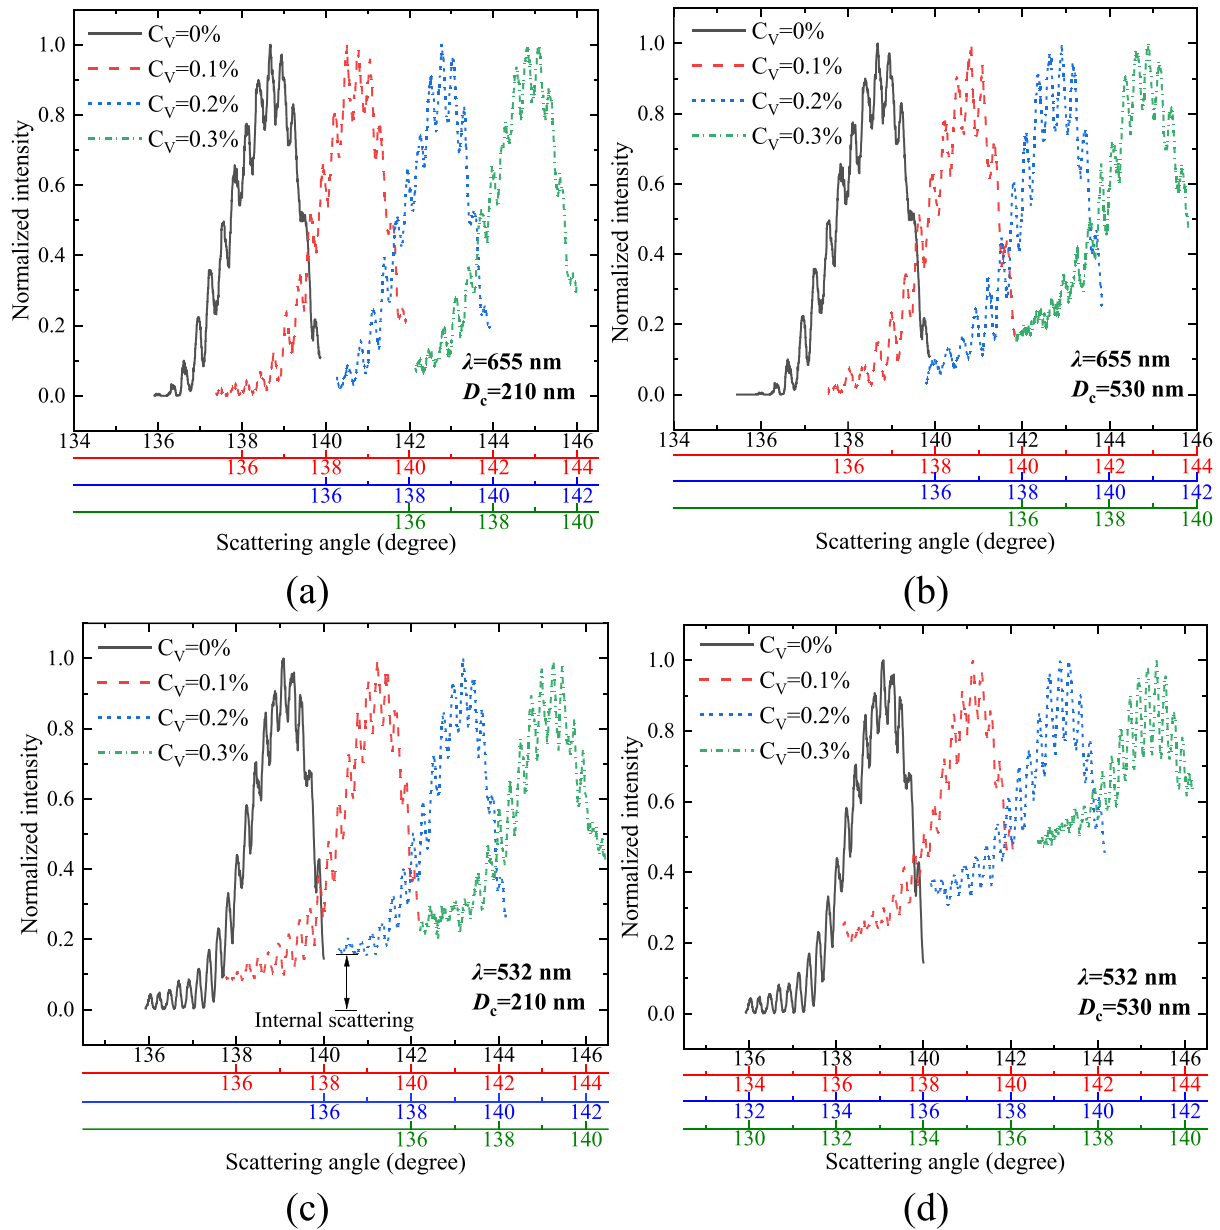 C_V=0%
C_V=0.1%
C_V=0.2%
C_V=0.3%
1.0
0.8
0.6
0.4
0.2
0.0
Normalized intensity
λ=655 nm
D_c=210 nm
134 136 138 140 142 144 146
136 138 140 142 144
136 138 140 142
136 138 140
Scattering angle (degree)
(a)
C_V=0%
C_V=0.1%
C_V=0.2%
C_V=0.3%
1.0
0.8
0.6
0.4
0.2
0.0
Normalized intensity
λ=655 nm
D_c=530 nm
134 136 138 140 142 144 146
136 138 140 142 144
136 138 140 142
136 138 140
Scattering angle (degree)
(b)
C_V=0%
C_V=0.1%
C_V=0.2%
C_V=0.3%
1.0
0.8
0.6
0.4
0.2
0.0
Normalized intensity
λ=532 nm
D_c=210 nm
Internal scattering
136 138 140 142 144 146
136 138 140 142 144
136 138 140 142
136 138 140
Scattering angle (degree)
(c)
C_V=0%
C_V=0.1%
C_V=0.2%
C_V=0.3%
1.0
0.8
0.6
0.4
0.2
0.0
Normalized intensity
λ=532 nm
D_c=530 nm
136 138 140 142 144 146
134 136 138 140 142 144
132 134 136 138 140 142
130 132 134 136 138 140
Scattering angle (degree)
(d)